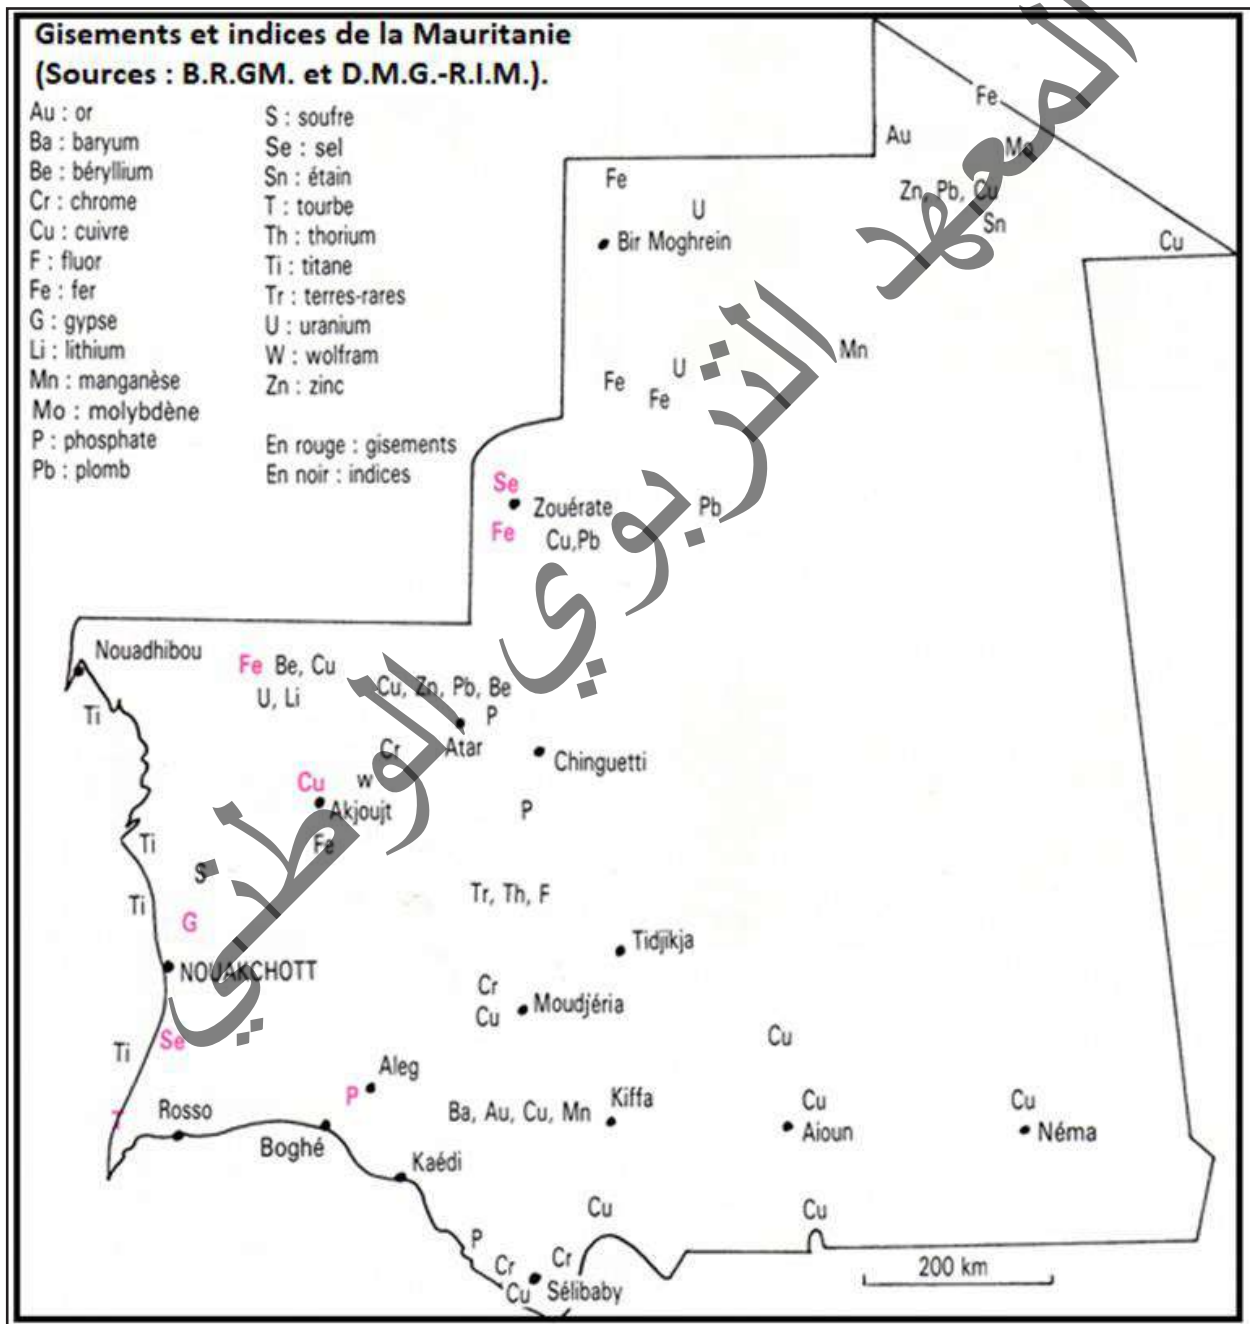 Gisements et indices de la Mauritanie
(Sources : B.R.GM. et D.M.G.-R.I.M.).
Au : or
Ba : baryum
Be : béryllium
Cr : chrome
Cu : cuivre
F : fluor
Fe : fer
G : gypse
Li : lithium
Mn : manganèse
Mo : molybdène
P : phosphate
Pb : plomb
S : soufre
Se : sel
Sn : étain
T : tourbe
Th : thorium
Ti : titane
Tr : terres-rares
U : uranium
W : wolfram
Zn : zinc
En rouge : gisements
En noir : indices
Fe
Au
Mo
Fe
Zn, Pb, Cu
U
Sn
Bir Moghrein
Cu
Mn
U
Fe
Fe
Se
Zouérate
Pb
Fe
Cu,Pb
Nouadhibou
Fe Be, Cu
U, Li
Cu, Zn, Pb, Be
Ti
P
Cr
Atar
Chinguetti
Cu
w
Akjoujt
P
Ti
Fe
S
Tr, Th, F
Ti
G
Tidjikja
NOUAKCHOTT
Cr
Cu
Moudjéria
Se
Ti
Cu
Aleg
P
T
Rosso
Ba, Au, Cu, Mn
Kiffa
Cu
Aioun
Cu
Néma
Boghé
Kaédi
Cu
Cu
P
Cr
Cr
Cu
Sélibaby
200 km
المعهد التربوي الوطني